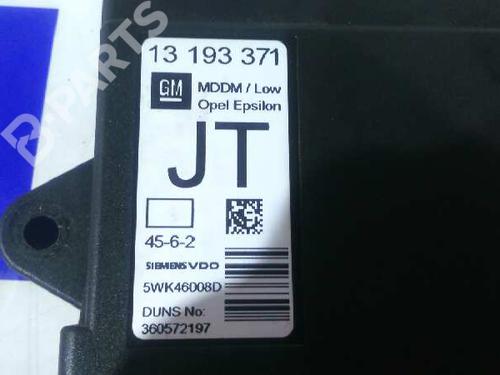 13 193 371
GM MDDM / Low
Opel Epsilon
JT
45-6-2
SIEMENS VDO
5WK46008D
DUNS No:
360572197
B-PARTS